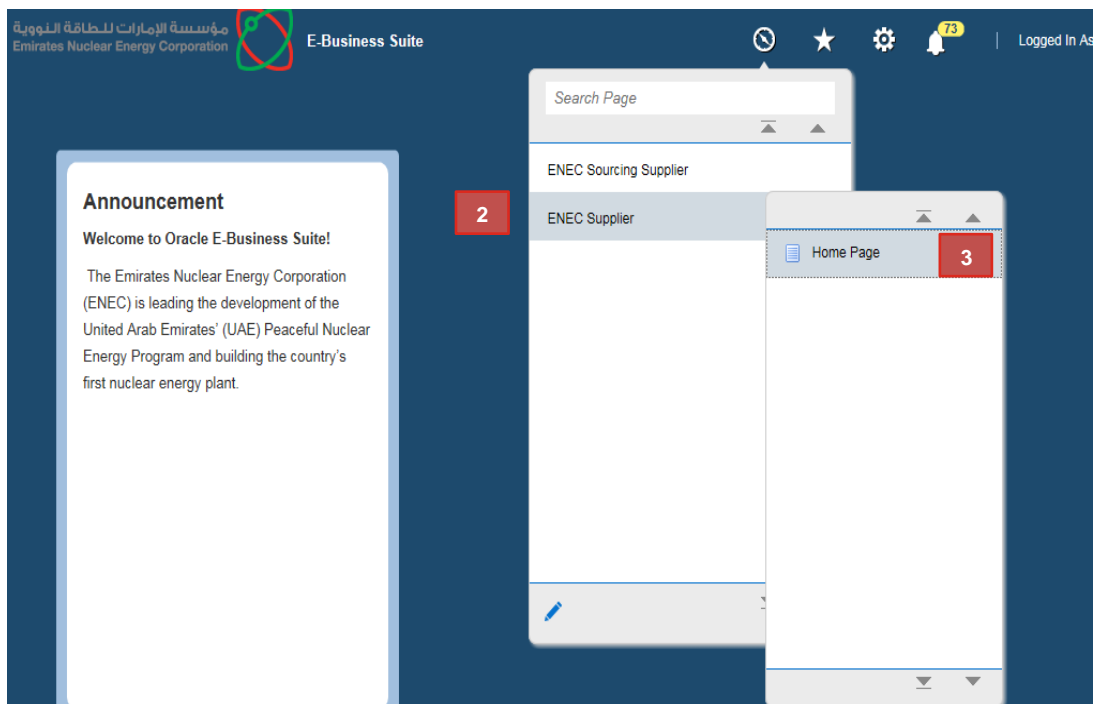 مؤسسة الإمارات للطاقة النووية
Emirates Nuclear Energy Corporation
E-Business Suite
73
Logged In As
Search Page
ENEC Sourcing Supplier
2
ENEC Supplier
Home Page
3
Announcement
Welcome to Oracle E-Business Suite!
The Emirates Nuclear Energy Corporation
(ENEC) is leading the development of the
United Arab Emirates' (UAE) Peaceful Nuclear
Energy Program and building the country's
first nuclear energy plant.